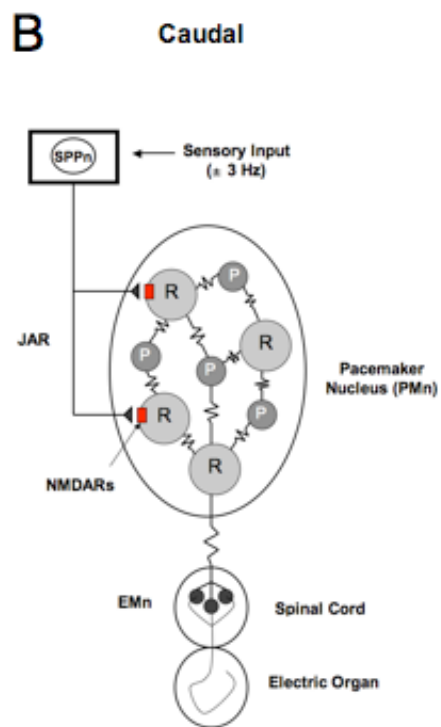 B
Caudal
SPPn
Sensory Input
(± 3 Hz)
R
P
JAR
P
R
P
Pacemaker
Nucleus (PMn)
R
P
NMDARs
R
EMn
Spinal Cord
Electric Organ